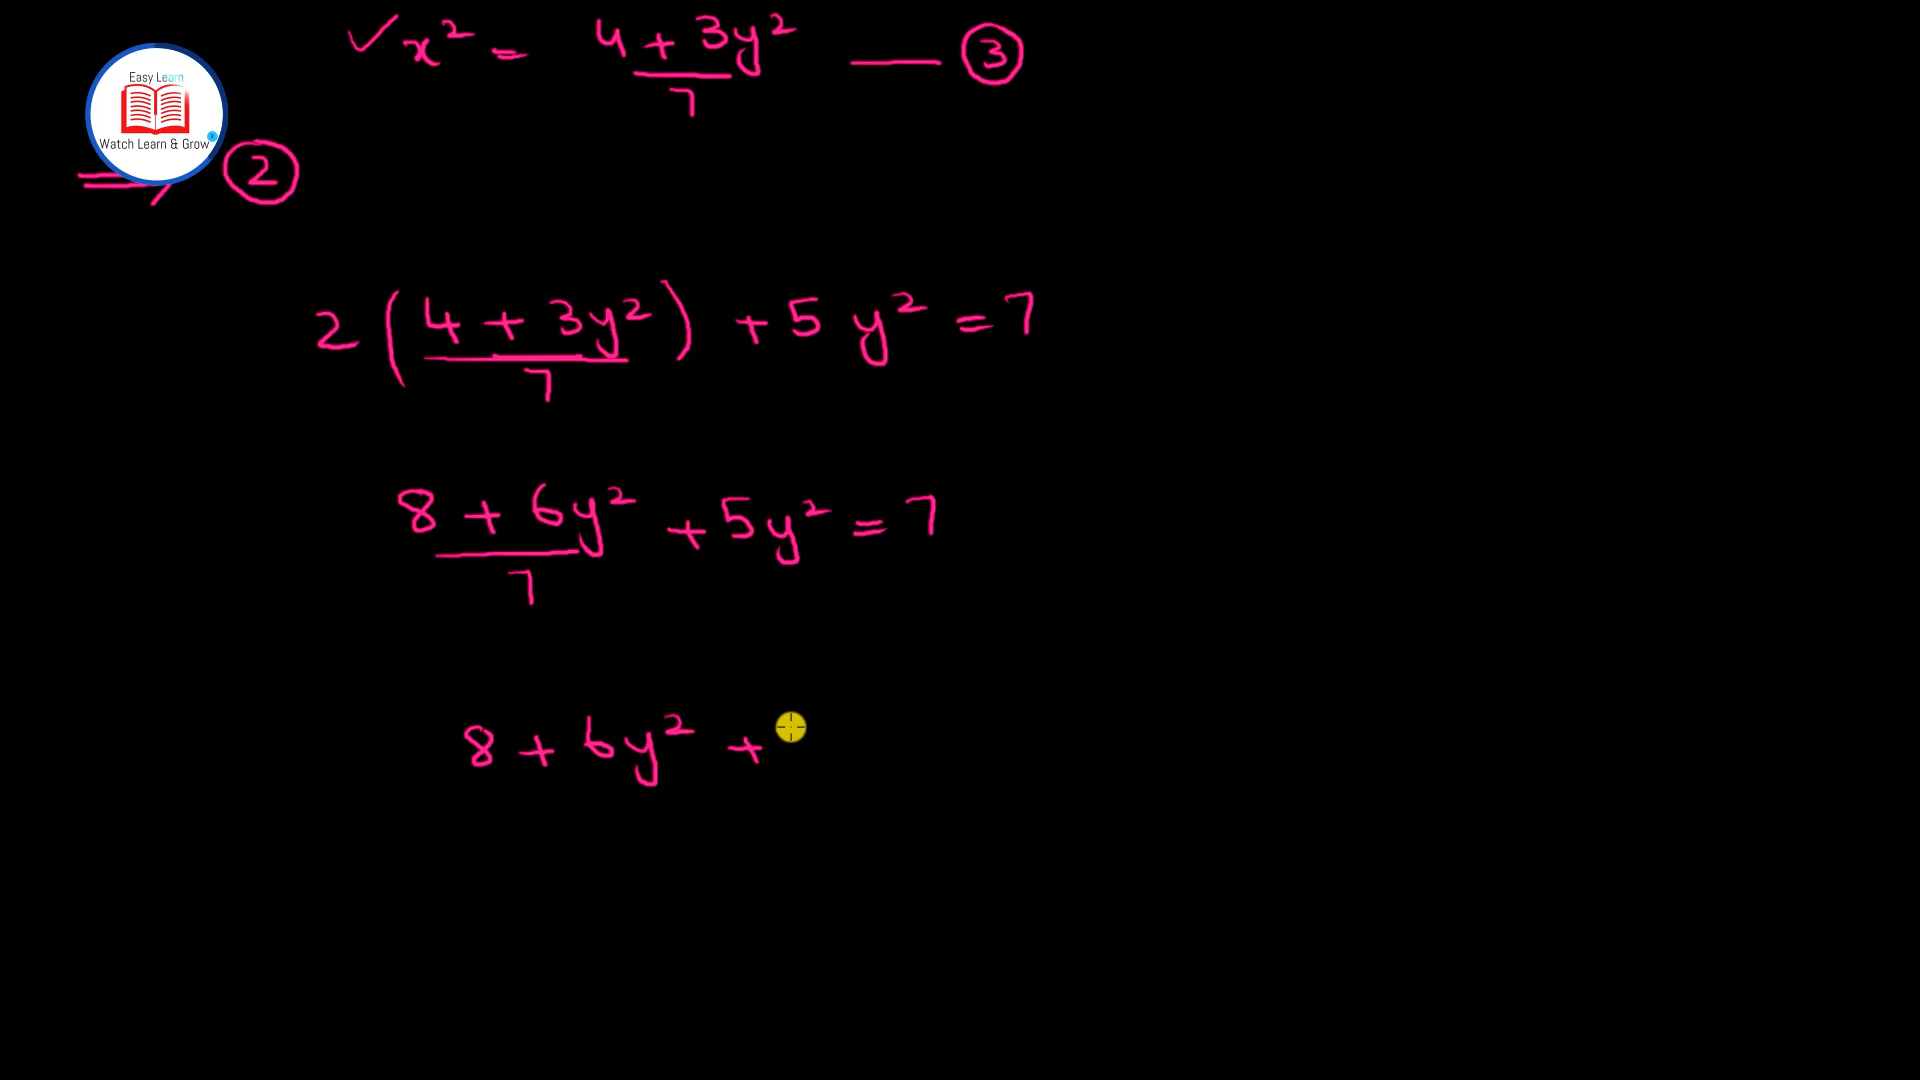 ✓ x² = 4 + 3y² / 7 —— ③
Easy Learn
Watch Learn & Grow
⇒ ②
2 ( 4 + 3y² / 7 ) + 5 y² = 7
8 + 6y² / 7 + 5y² = 7
8 + 6y² +